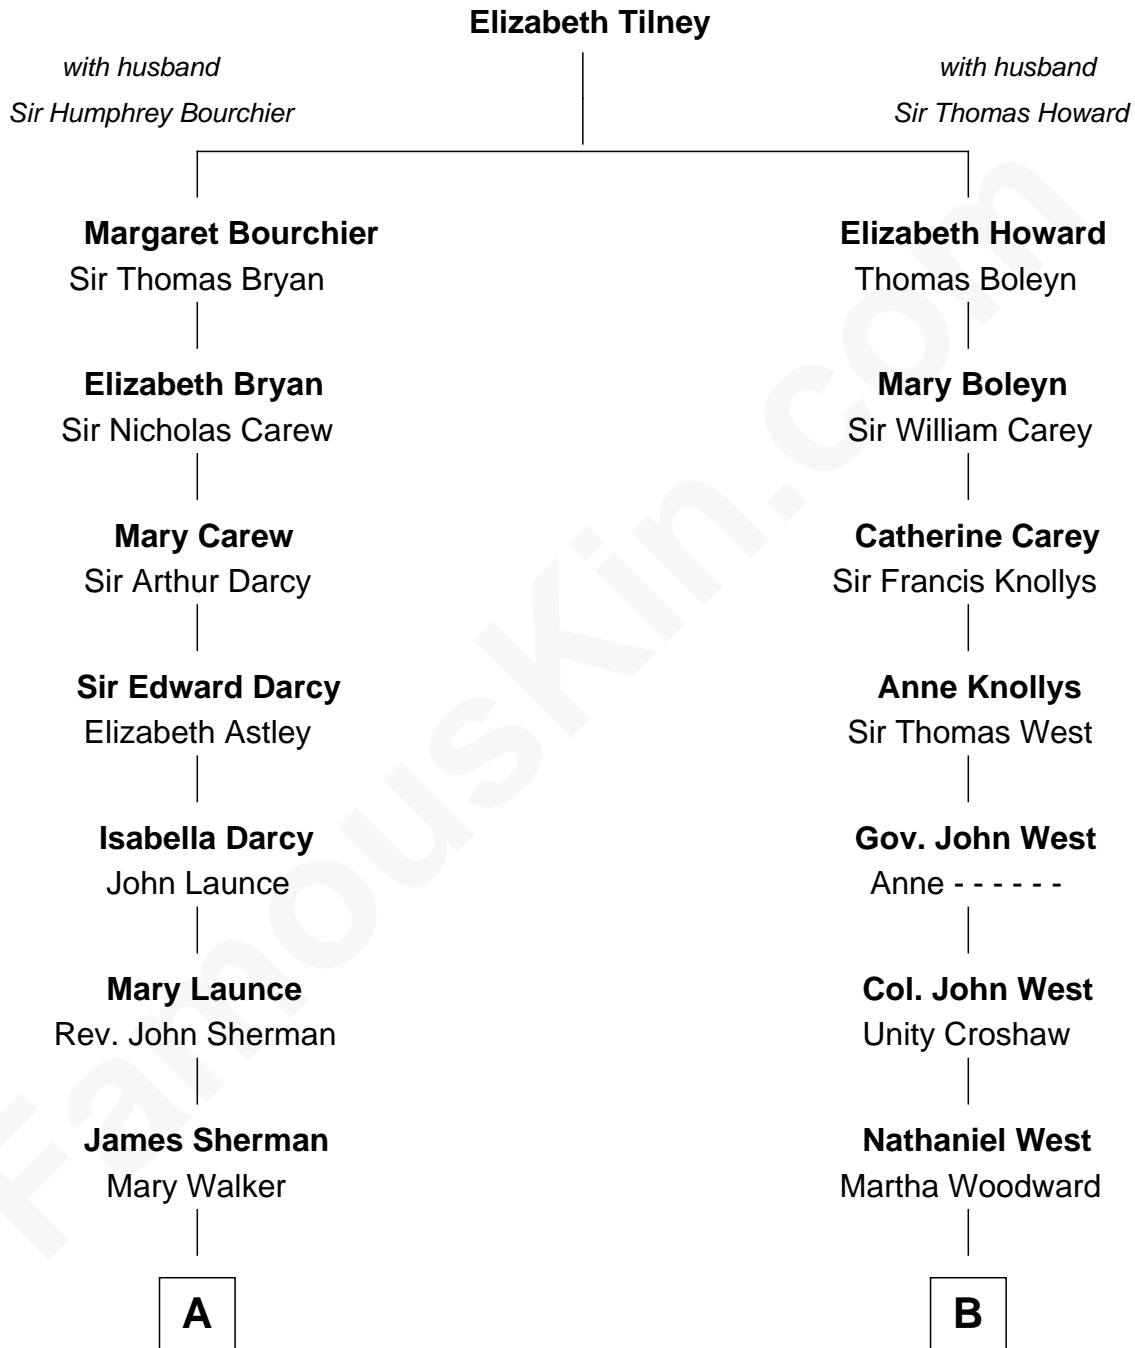 Elizabeth Tilney
with husband
Sir Humphrey Bourchier
with husband
Sir Thomas Howard
Margaret Bourchier
Sir Thomas Bryan
Elizabeth Howard
Thomas Boleyn
Elizabeth Bryan
Sir Nicholas Carew
Mary Boleyn
Sir William Carey
Mary Carew
Sir Arthur Darcy
Catherine Carey
Sir Francis Knollys
Sir Edward Darcy
Elizabeth Astley
Anne Knollys
Sir Thomas West
Isabella Darcy
John Launce
Gov. John West
Anne - - - - - -
Mary Launce
Rev. John Sherman
Col. John West
Unity Croshaw
James Sherman
Mary Walker
Nathaniel West
Martha Woodward
A
B
FamousKin.com